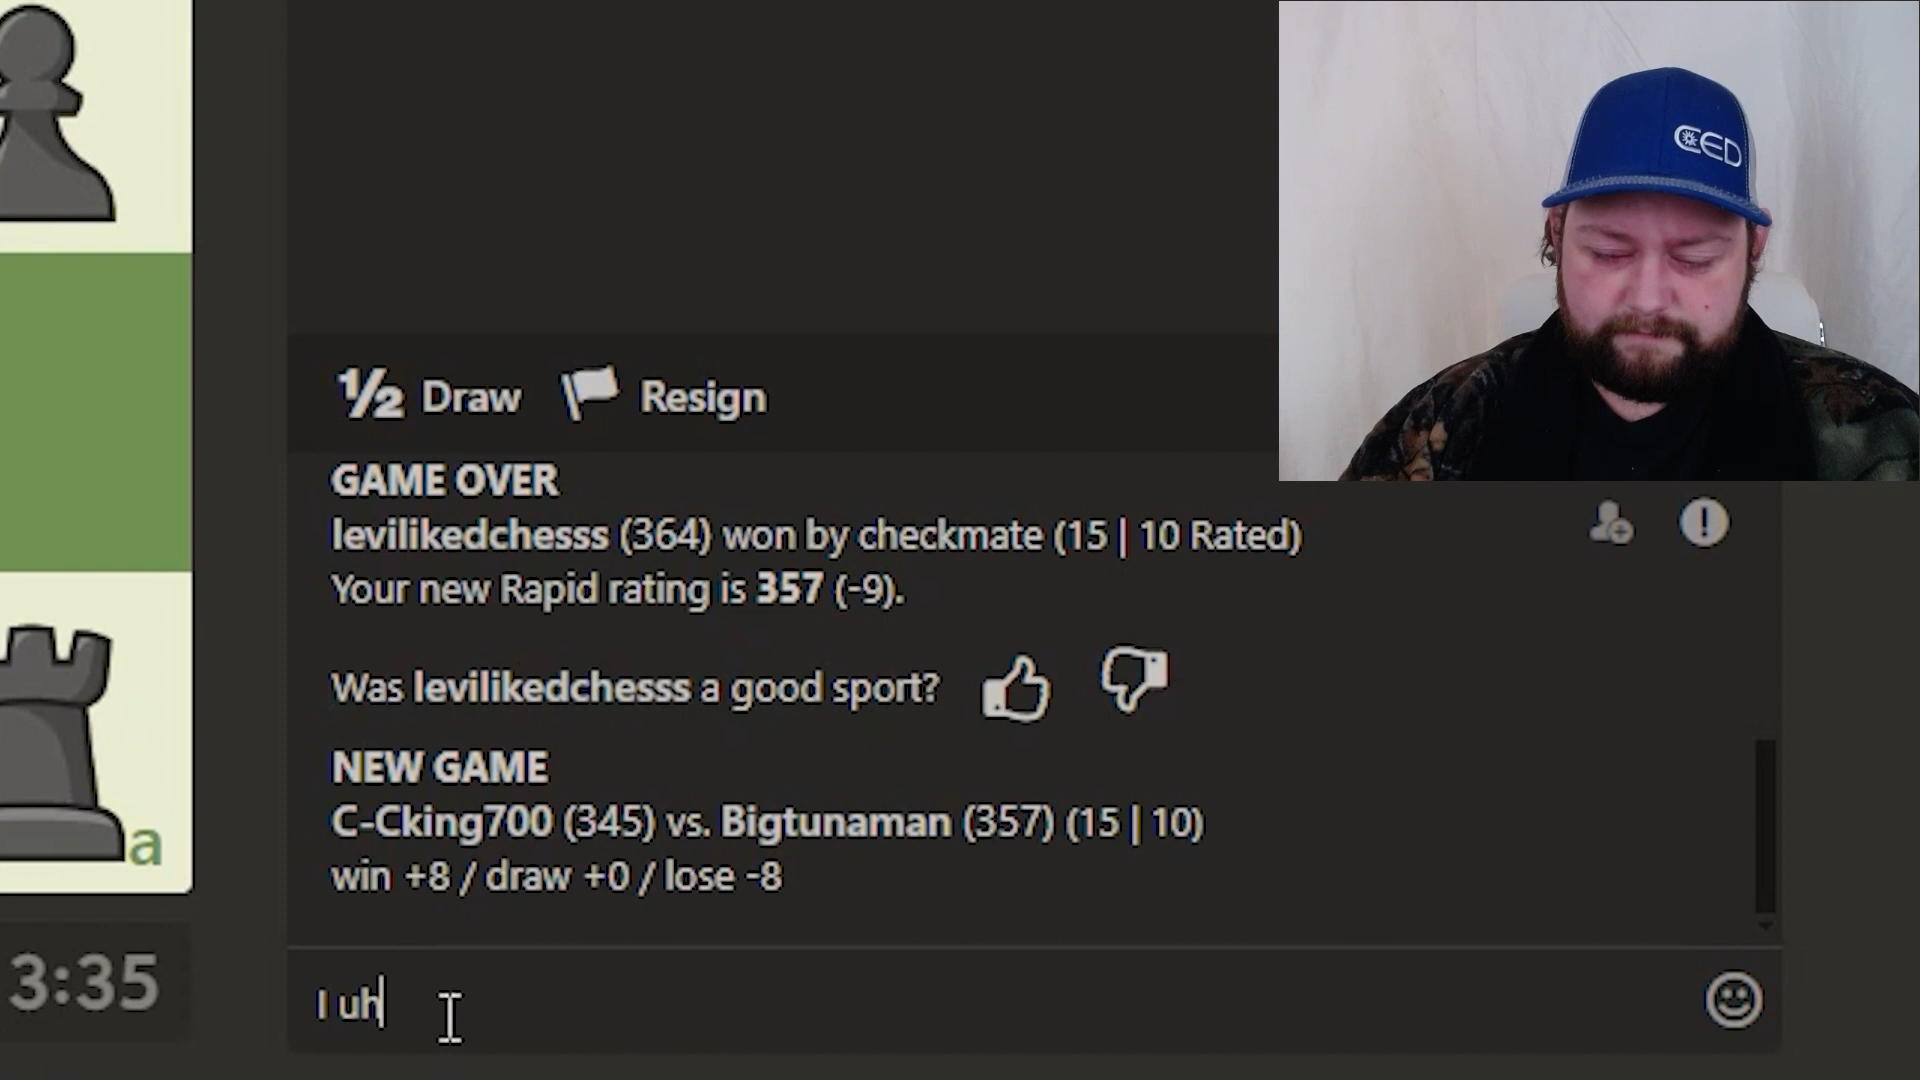 CED
½ Draw Resign
GAME OVER
levilikedchesss (364) won by checkmate (15 | 10 Rated)
Your new Rapid rating is 357 (-9).
Was levilikedchesss a good sport?
NEW GAME
C-Cking700 (345) vs. Bigtunaman (357) (15 | 10)
win +8 / draw +0 / lose -8
a
3:35
I uh